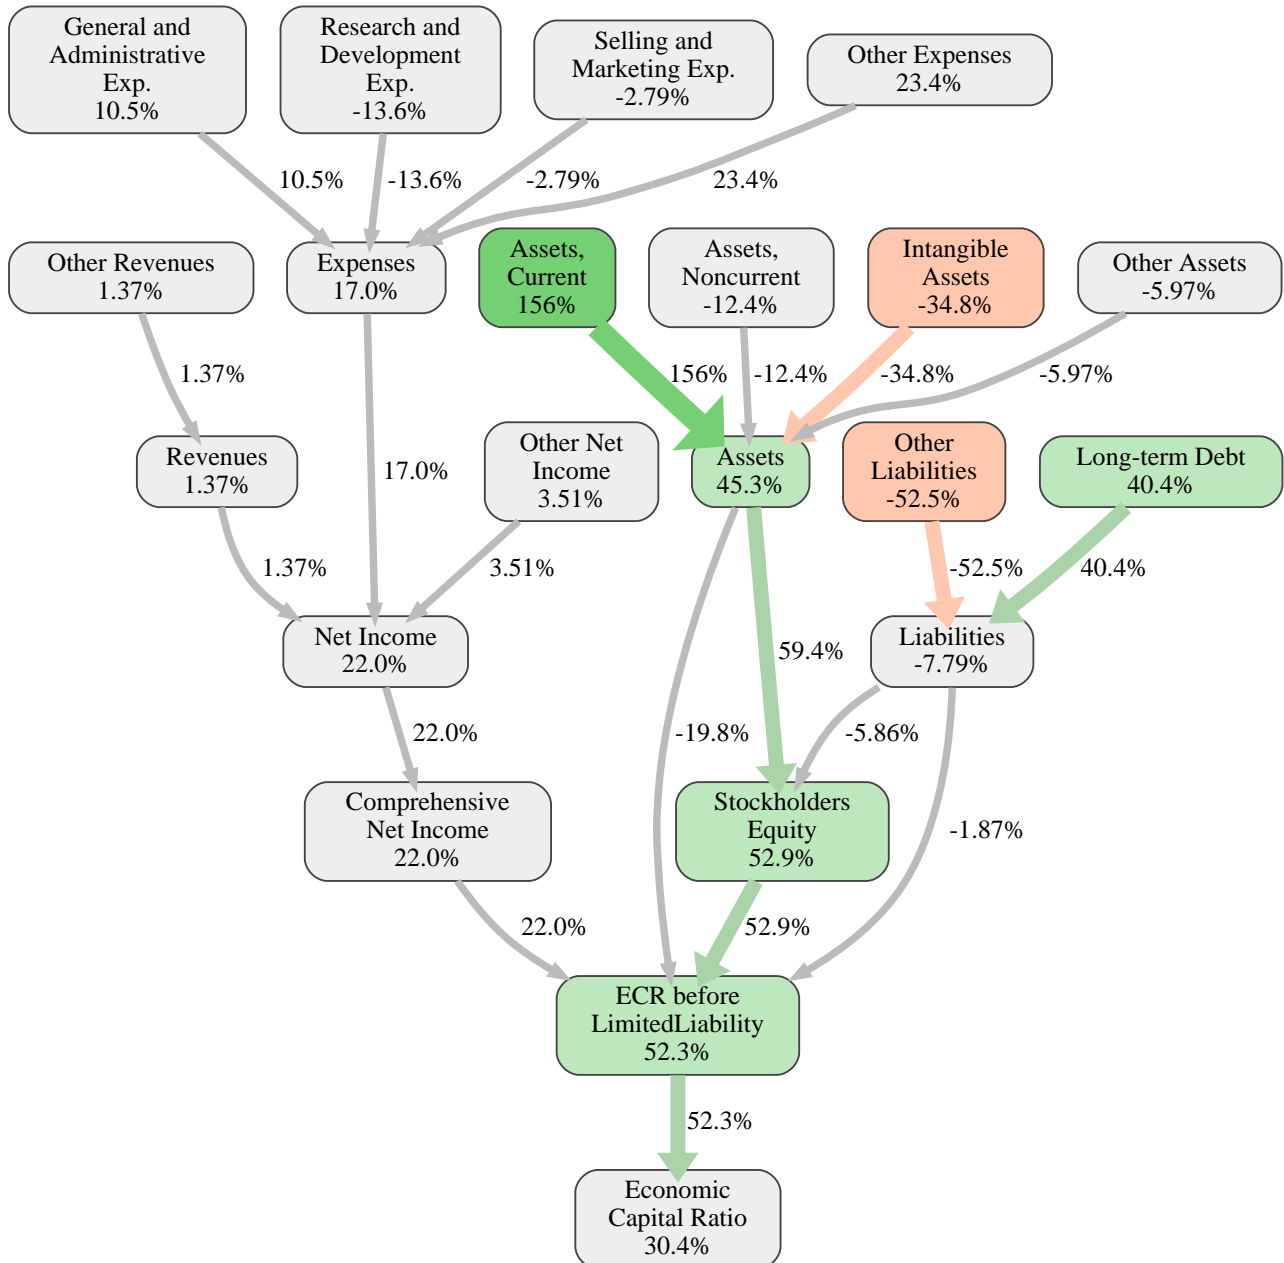 General and
Administrative
Exp.
10.5%
Research and
Development
Exp.
-13.6%
Selling and
Marketing Exp.
-2.79%
Other Expenses
23.4%
10.5%
-13.6%
-2.79%
23.4%
Other Revenues
1.37%
Expenses
17.0%
Assets,
Current
156%
Assets,
Noncurrent
-12.4%
Intangible
Assets
-34.8%
Other Assets
-5.97%
1.37%
156%
-12.4%
-34.8%
-5.97%
Revenues
1.37%
17.0%
Other Net
Income
3.51%
Assets
45.3%
Other
Liabilities
-52.5%
Long-term Debt
40.4%
1.37%
3.51%
-52.5%
40.4%
Net Income
22.0%
59.4%
Liabilities
-7.79%
22.0%
-19.8%
-5.86%
Comprehensive
Net Income
22.0%
Stockholders
Equity
52.9%
-1.87%
22.0%
52.9%
ECR before
LimitedLiability
52.3%
52.3%
Economic
Capital Ratio
30.4%